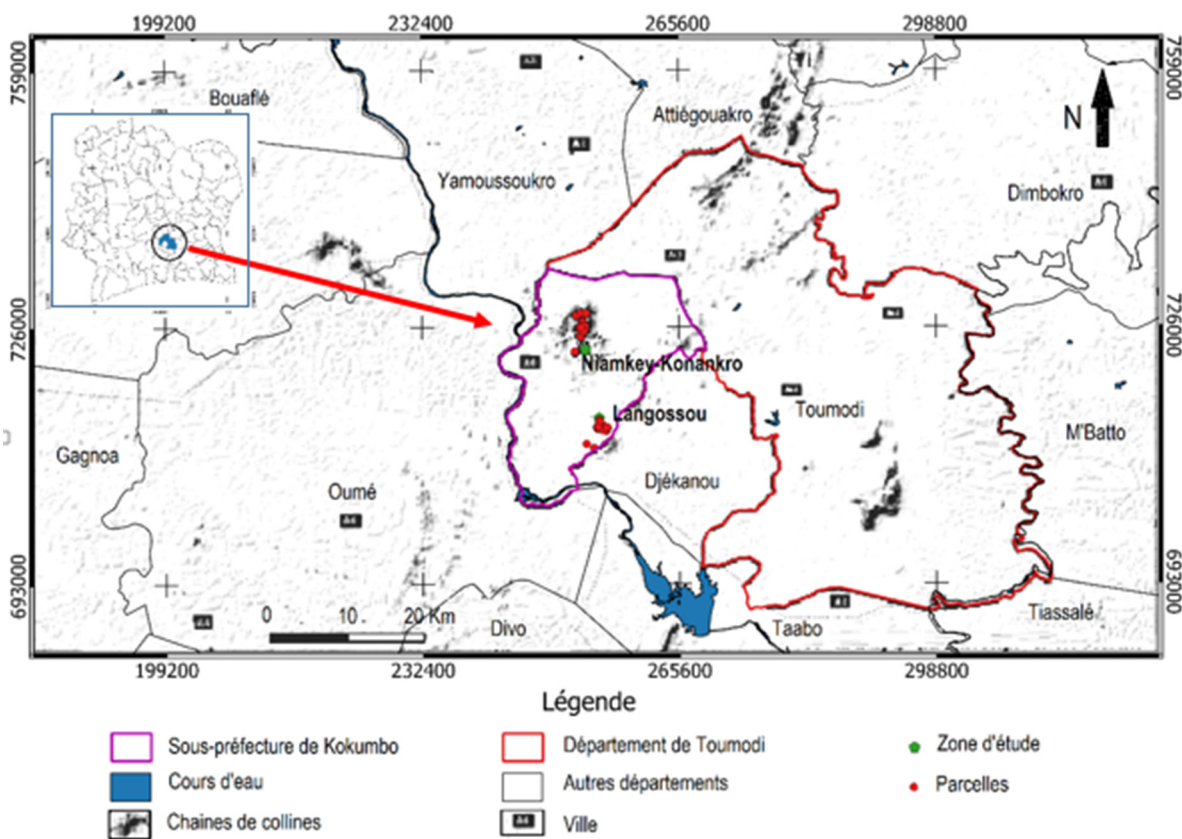 199200 232400 265600 298800
759000 759000
Bouaflé
Attiégouakro
N
Yamoussoukro
Dimbokro
726000 726000
Niamkey-Konankro
Langossou
Toumodi
M'Batto
Gagnoa
Djékanou
Oumé
693000 693000
0 10 20 Km
Divo
Taabo
Tiassalé
199200 232400 265600 298800
Légende
Sous-préfecture de Kokumbo
Département de Toumodi
Zone d'étude
Cours d'eau
Autres départements
Parcelles
Chaines de collines
Ville